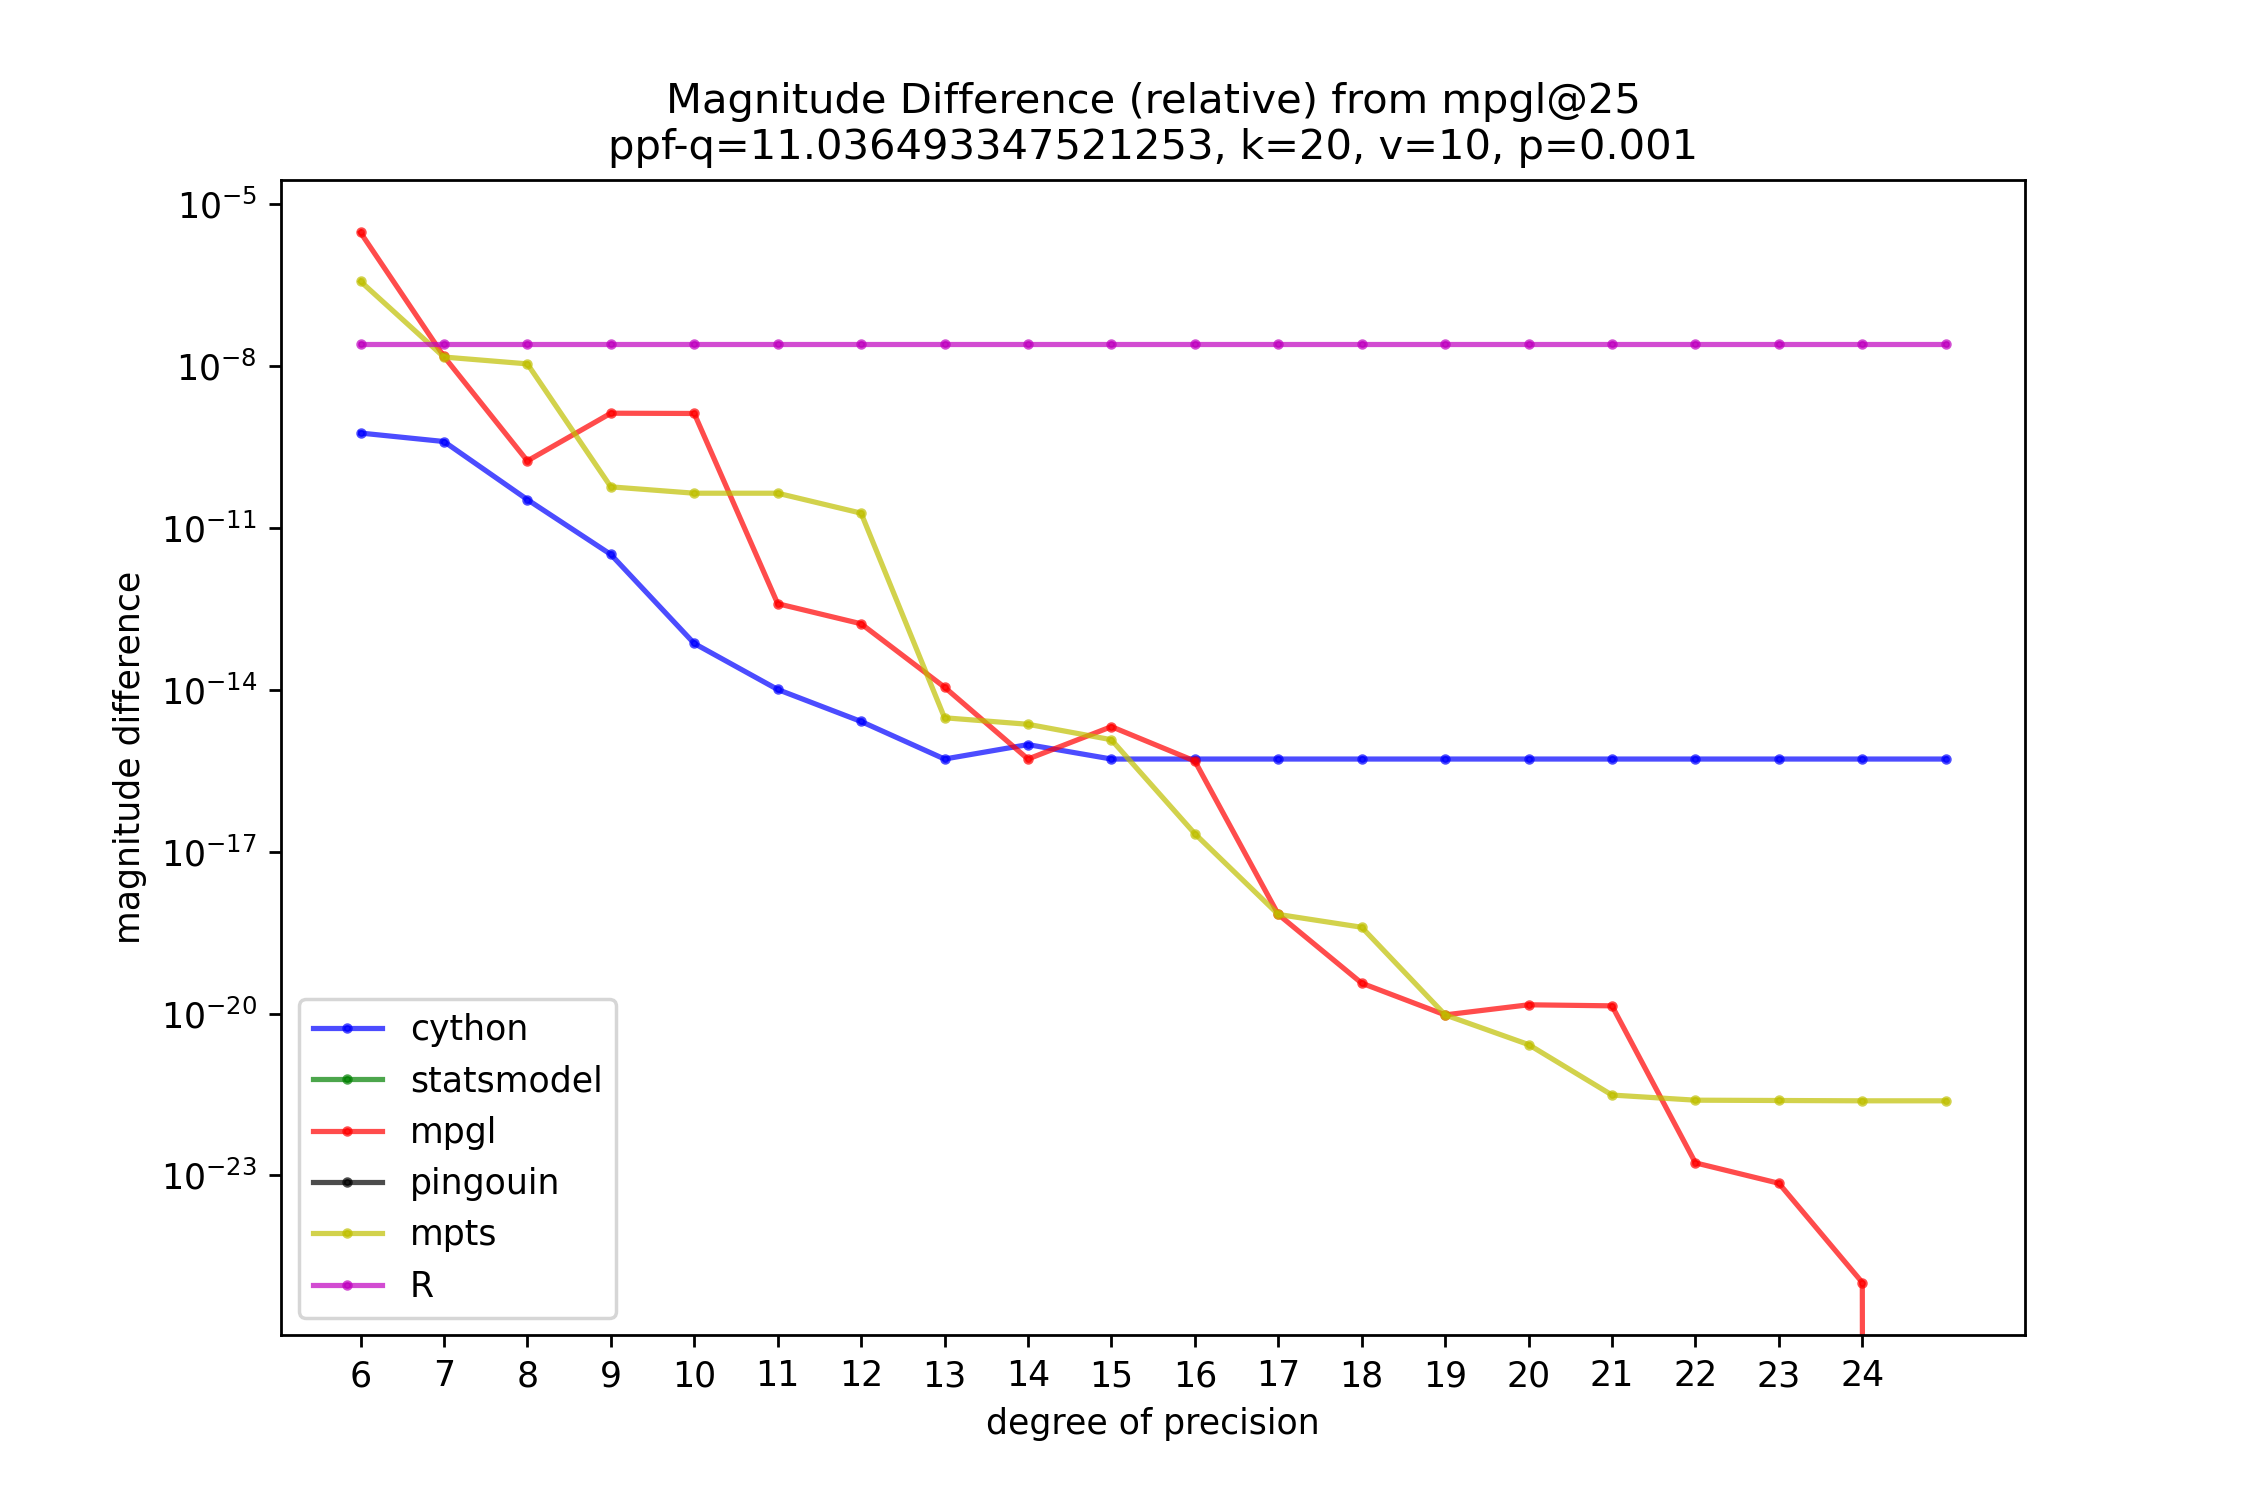 Magnitude Difference (relative) from mpgl@25
ppf-q=11.036493347521253, k=20, v=10, p=0.001
magnitude difference
10⁻⁵
10⁻⁸
10⁻¹¹
10⁻¹⁴
10⁻¹⁷
10⁻²⁰
10⁻²³
cython
statsmodel
mpgl
pingouin
mpts
R
6 7 8 9 10 11 12 13 14 15 16 17 18 19 20 21 22 23 24
degree of precision